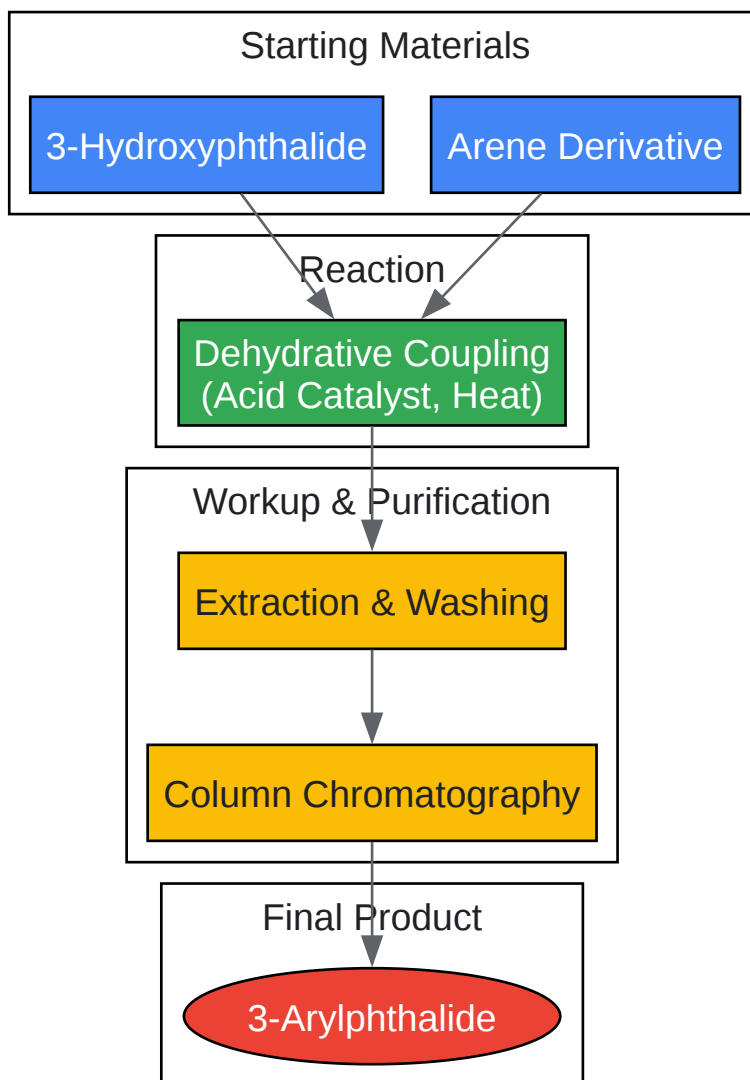 Starting Materials
3-Hydroxyphthalide
Arene Derivative
Reaction
Dehydrative Coupling
(Acid Catalyst, Heat)
Workup & Purification
Extraction & Washing
Column Chromatography
Final Product
3-Arylphthalide